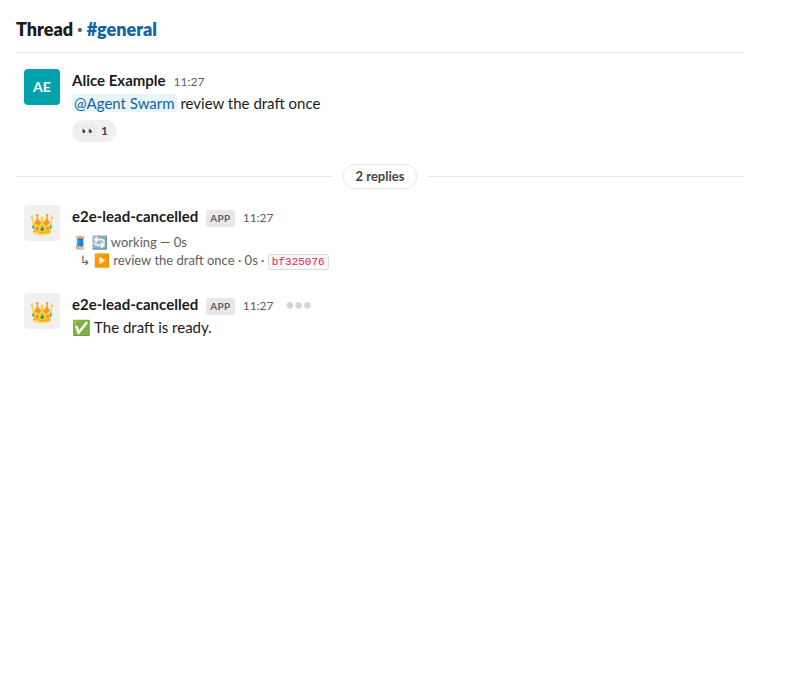 Thread • #general
AE
Alice Example 11:27
@Agent Swarm review the draft once
👀 1
2 replies
e2e-lead-cancelled APP 11:27
🧵 🔄 working — 0s
↳ ▶️ review the draft once · 0s · bf325076
e2e-lead-cancelled APP 11:27
✅ The draft is ready.